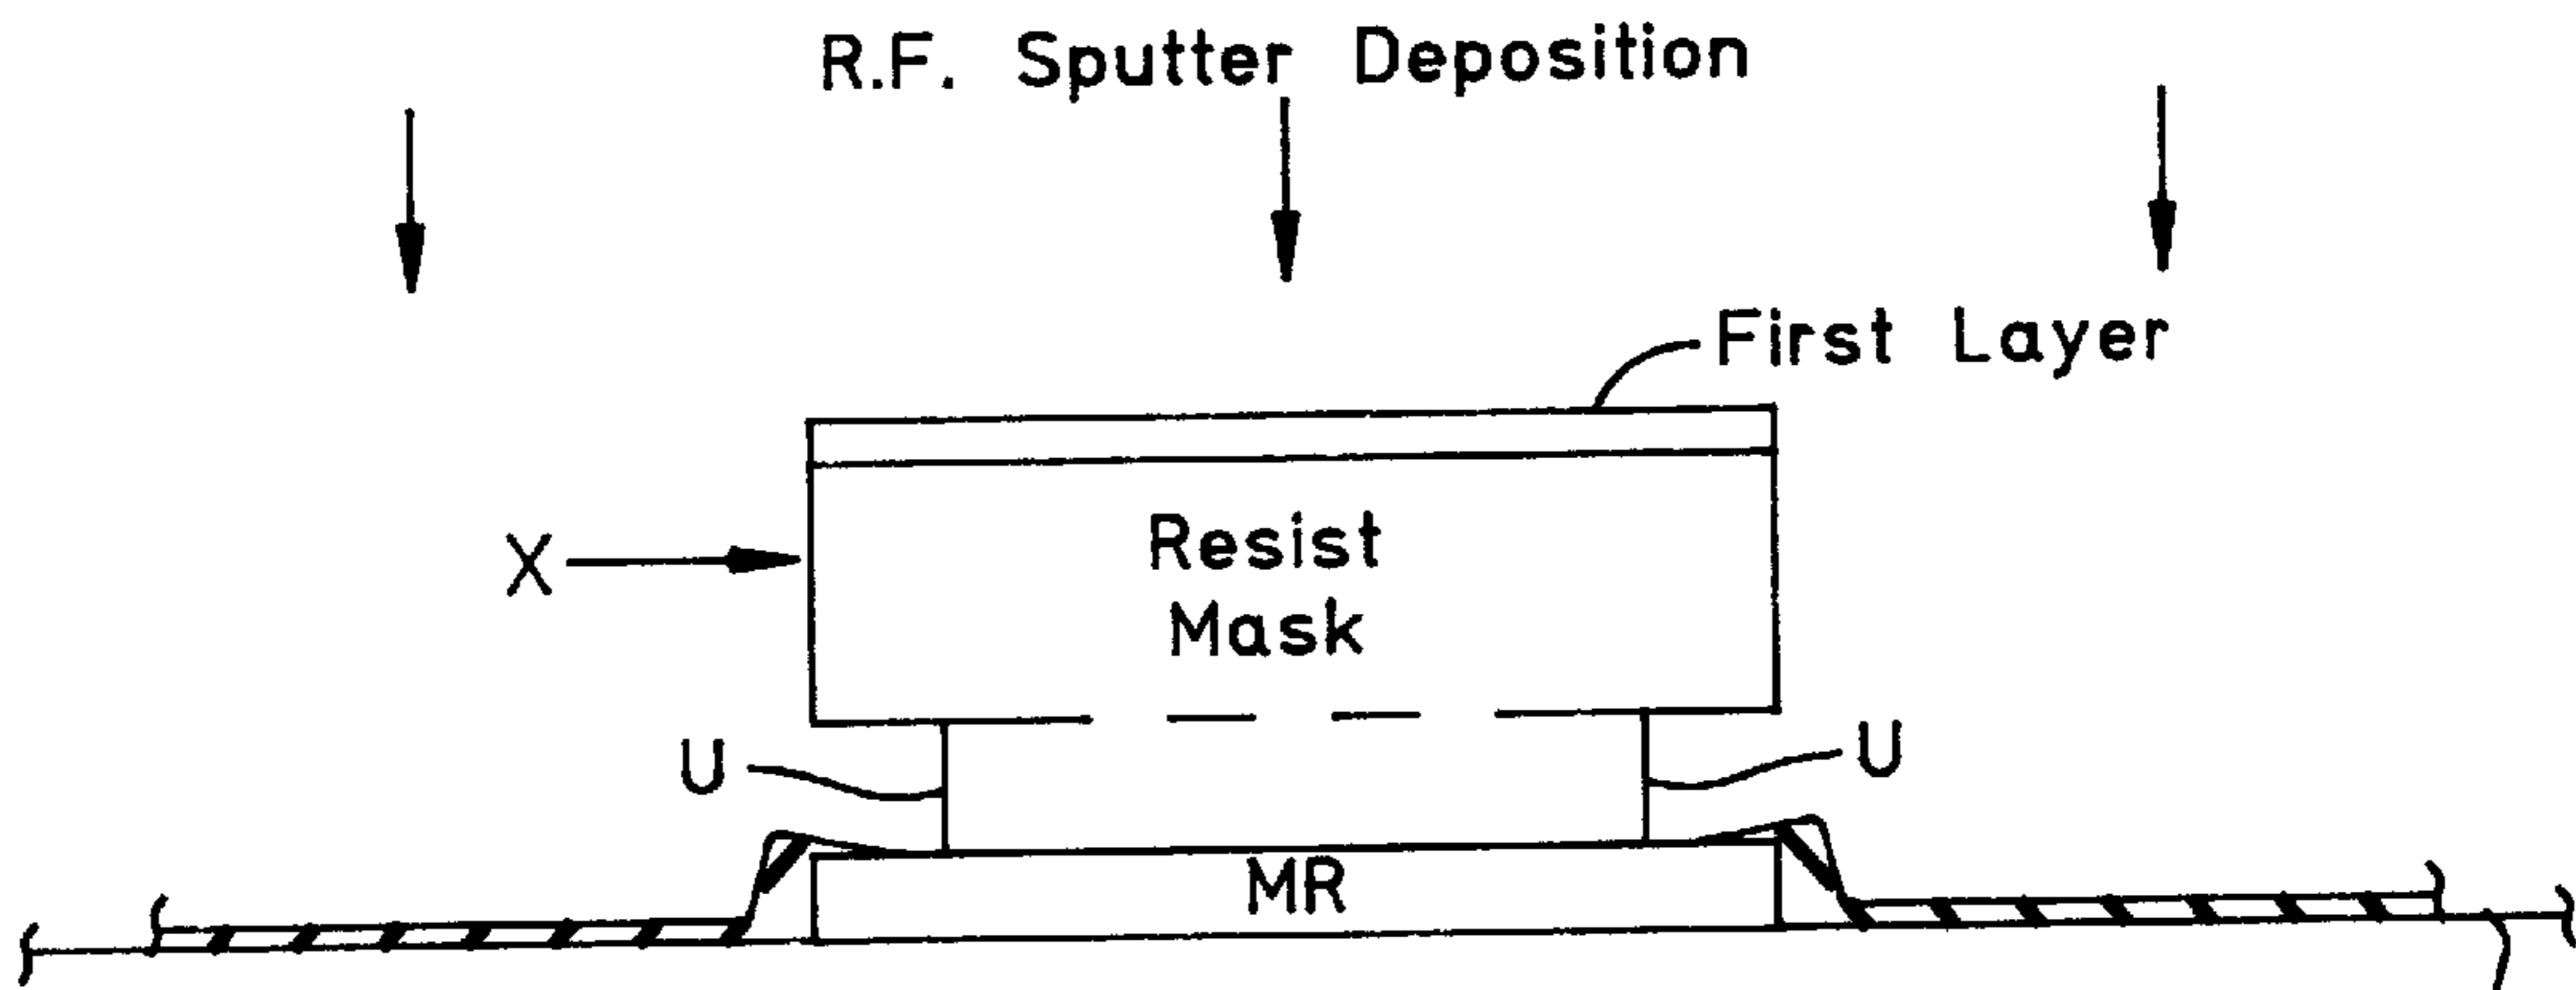 R.F. Sputter Deposition
First Layer
X
Resist
Mask
U
U
MR